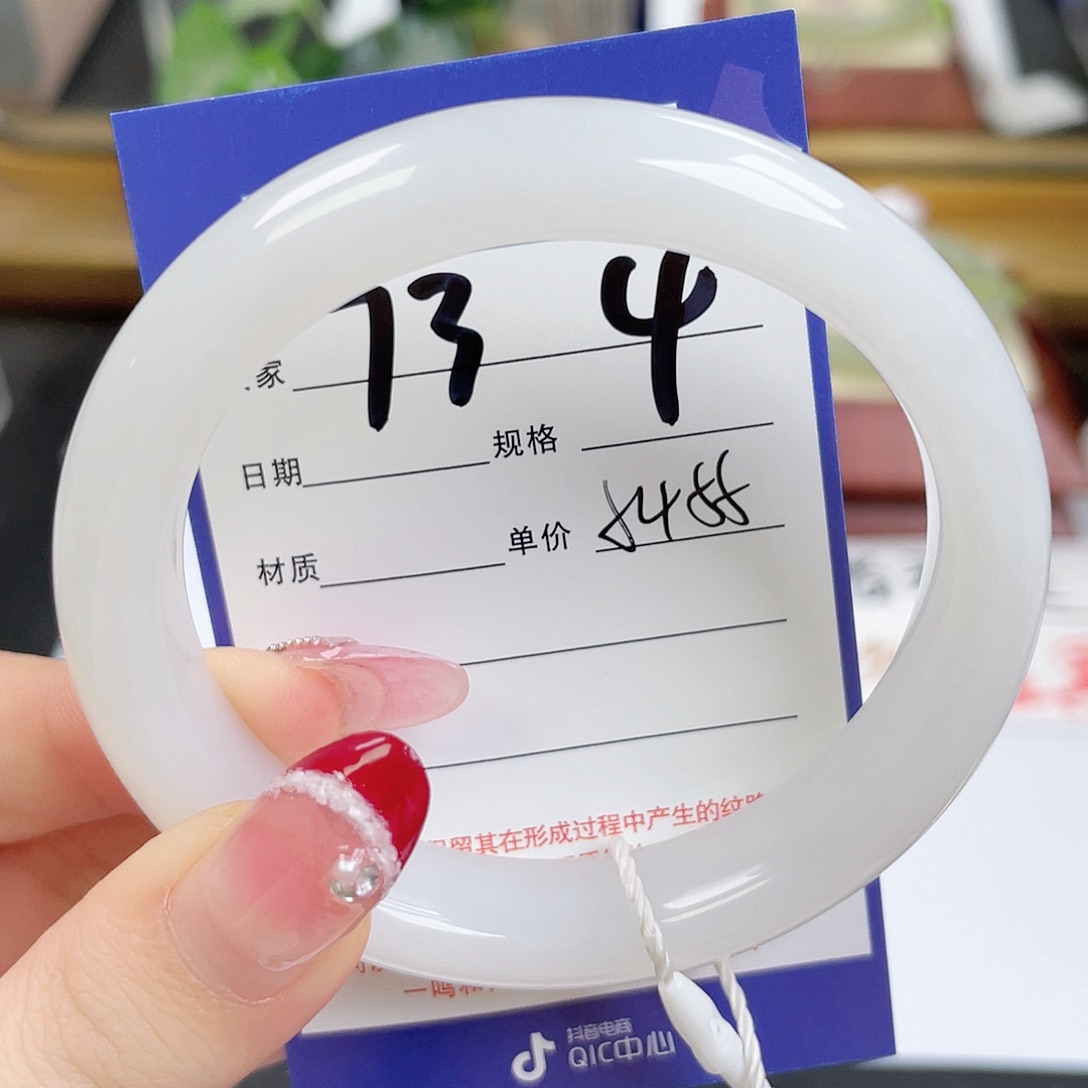 家 73 4
日期 规格
材质 单价 8488
留其在形成过程中产生的纹
抖音电商
QIC中心